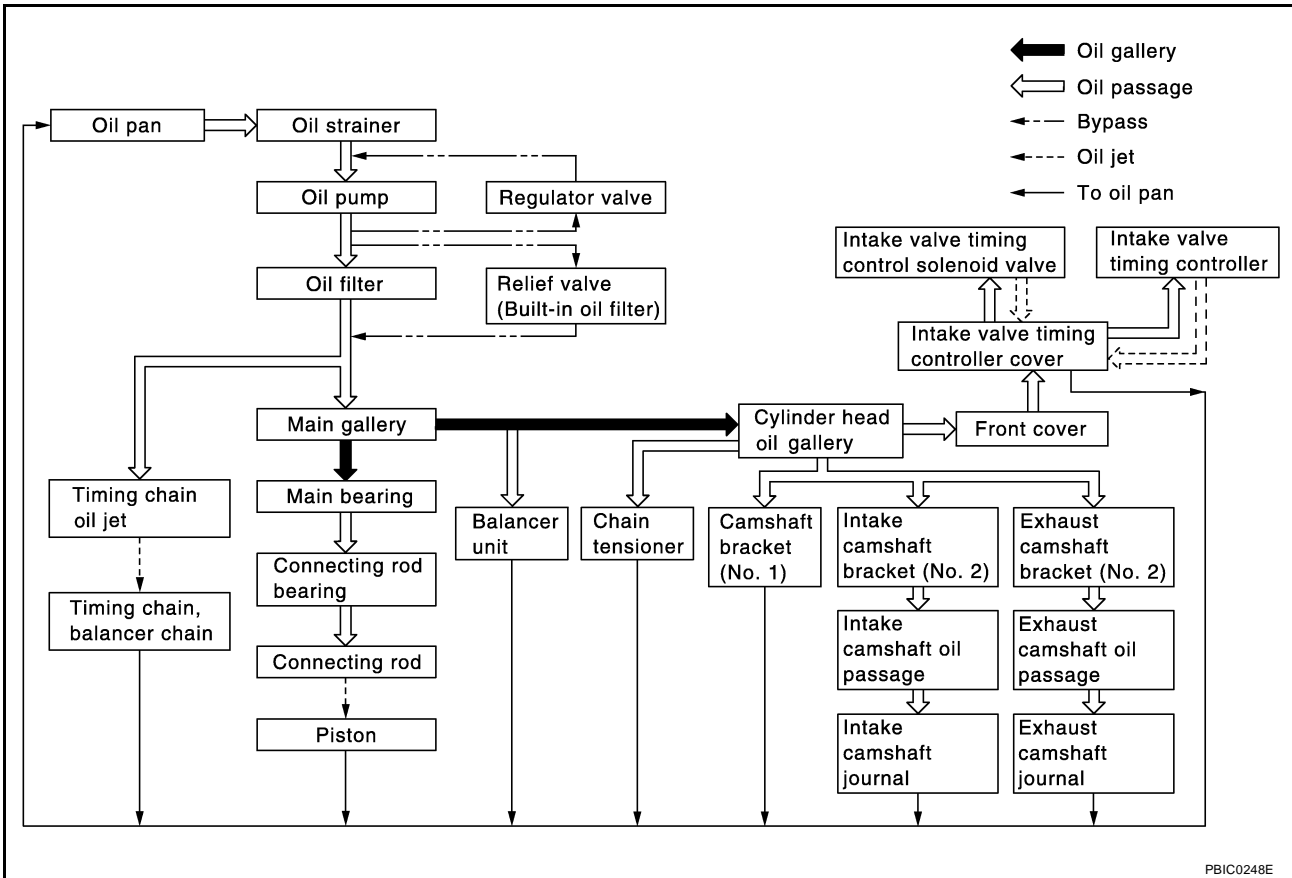 Oil gallery
Oil passage
Bypass
Oil jet
To oil pan
Oil pan
Oil strainer
Oil pump
Regulator valve
Oil filter
Relief valve
(Built-in oil filter)
Intake valve timing
control solenoid valve
Intake valve
timing controller
Intake valve timing
controller cover
Main gallery
Cylinder head
oil gallery
Front cover
Timing chain
oil jet
Main bearing
Balancer
unit
Chain
tensioner
Camshaft
bracket
(No. 1)
Intake
camshaft
bracket (No. 2)
Exhaust
camshaft
bracket (No. 2)
Connecting rod
bearing
Timing chain,
balancer chain
Connecting rod
Intake
camshaft oil
passage
Exhaust
camshaft oil
passage
Piston
Intake
camshaft
journal
Exhaust
camshaft
journal
PBIC0248E